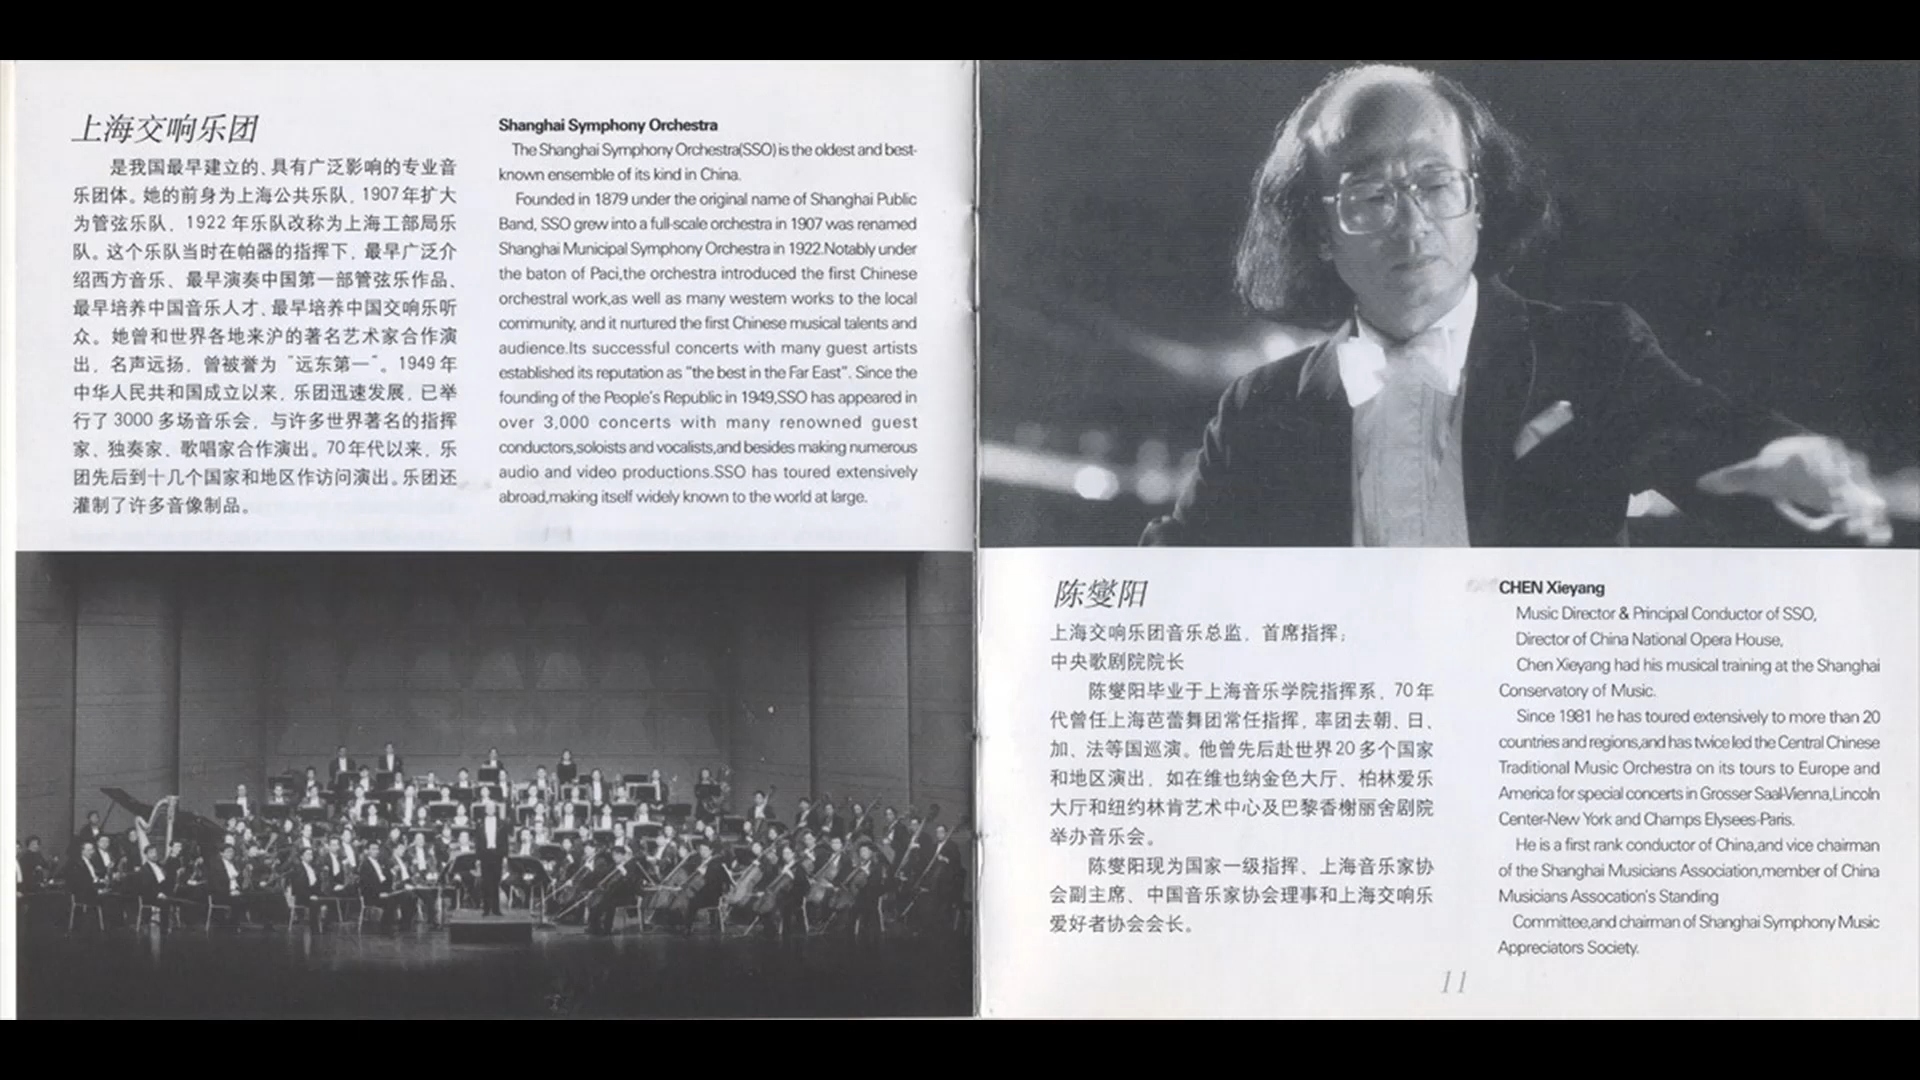 上海交响乐团
是我国最早建立的、具有广泛影响的专业音
乐团体。她的前身为上海公共乐队，1907年扩大
为管弦乐队，1922年乐队改称为上海工部局乐
队。这个乐队当时在帕器的指挥下，最早广泛介
绍西方音乐、最早演奏中国第一部管弦乐作品、
最早培养中国音乐人才、最早培养中国交响乐听
众。她曾和世界各地来沪的著名艺术家合作演
出，名声远扬，曾被誉为“远东第一”。1949年
中华人民共和国成立以来，乐团迅速发展，已举
行了3000多场音乐会，与许多世界著名的指挥
家、独奏家、歌唱家合作演出。70年代以来，乐
团先后到十几个国家和地区作访问演出。乐团还
灌制了许多音像制品。
Shanghai Symphony Orchestra
The Shanghai Symphony Orchestra(SSO) is the oldest and best-
known ensemble of its kind in China.
Founded in 1879 under the original name of Shanghai Public
Band, SSO grew into a full-scale orchestra in 1907 was renamed
Shanghai Municipal Symphony Orchestra in 1922.Notably under
the baton of Paci,the orchestra introduced the first Chinese
orchestral work,as well as many westem works to the local
community, and it nurtured the first Chinese musical talents and
audience.Its successful concerts with many guest artists
established its reputation as "the best in the Far East". Since the
founding of the People's Republic in 1949,SSO has appeared in
over 3,000 concerts with many renowned guest
conductors,soloists and vocalists,and besides making numerous
audio and video productions.SSO has toured extensively
abroad,making itself widely known to the world at large.
陈燮阳
上海交响乐团音乐总监，首席指挥；
中央歌剧院院长
陈燮阳毕业于上海音乐学院指挥系，70年
代曾任上海芭蕾舞团常任指挥，率团去朝、日、
加、法等国巡演。他曾先后赴世界20多个国家
和地区演出，如在维也纳金色大厅、柏林爱乐
大厅和纽约林肯艺术中心及巴黎香榭丽舍剧院
举办音乐会。
陈燮阳现为国家一级指挥、上海音乐家协
会副主席、中国音乐家协会理事和上海交响乐
爱好者协会会长。
CHEN Xieyang
Music Director & Principal Conductor of SSO,
Director of China National Opera House,
Chen Xieyang had his musical training at the Shanghai
Conservatory of Music.
Since 1981 he has toured extensively to more than 20
countries and regions,and has twice led the Central Chinese
Traditional Music Orchestra on its tours to Europe and
America for special concerts in Grosser Saal-Vienna,Lincoln
Center-New York and Champs Elysees-Paris.
He is a first rank conductor of China,and vice chairman
of the Shanghai Musicians Association,member of China
Musicians Assocation's Standing
Committee,and chairman of Shanghai Symphony Music
Appreciators Society.
11